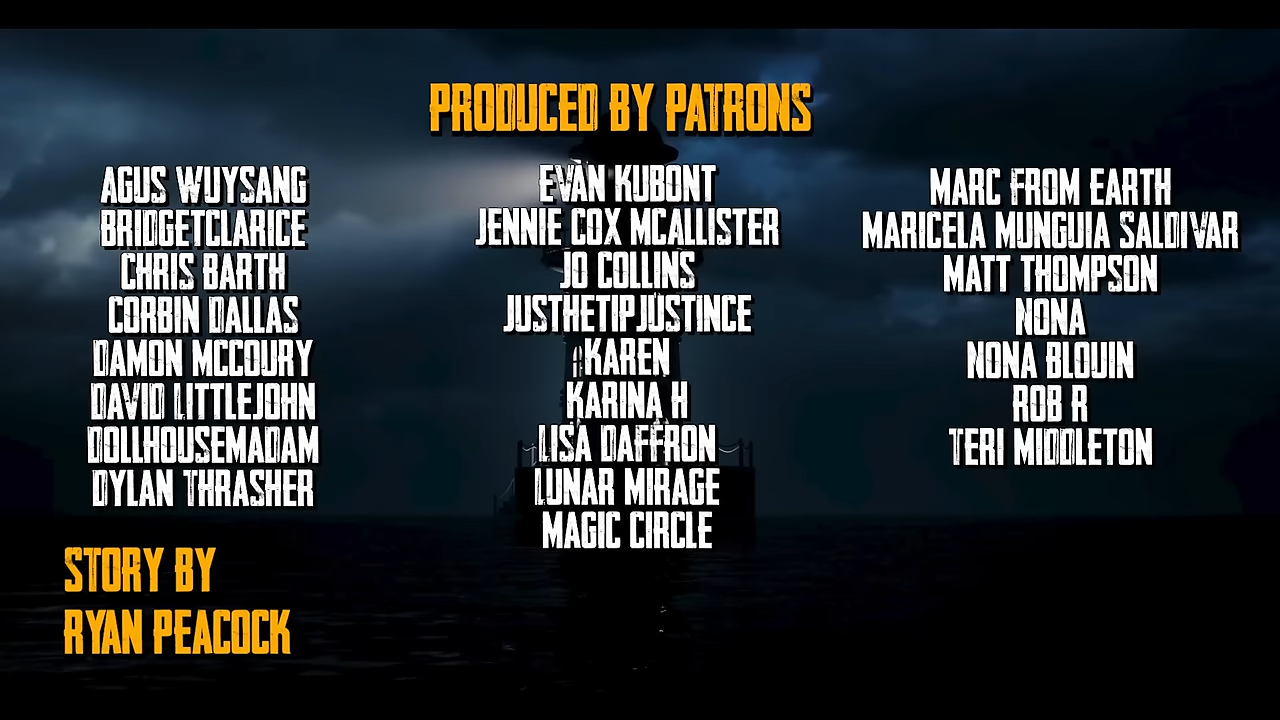 PRODUCED BY PATRONS
AGUS WUYSANG
BRIDGETCLARICE
CHRIS BARTH
CORBIN DALLAS
DAMON MCCOURY
DAVID LITTLEJOHN
DOLLHOUSEMADAM
DYLAN THRASHER
EVAN KUBONT
JENNIE COX MCALLISTER
JO COLLINS
JUSTHETIPJUSTINCE
KAREN
KARINA H
LISA DAFFRON
LUNAR MIRAGE
MAGIC CIRCLE
MARC FROM EARTH
MARICELA MUNGUIA SALDIVAR
MATT THOMPSON
NONA
NONA BLOUIN
ROB R
TERI MIDDLETON
STORY BY
RYAN PEACOCK